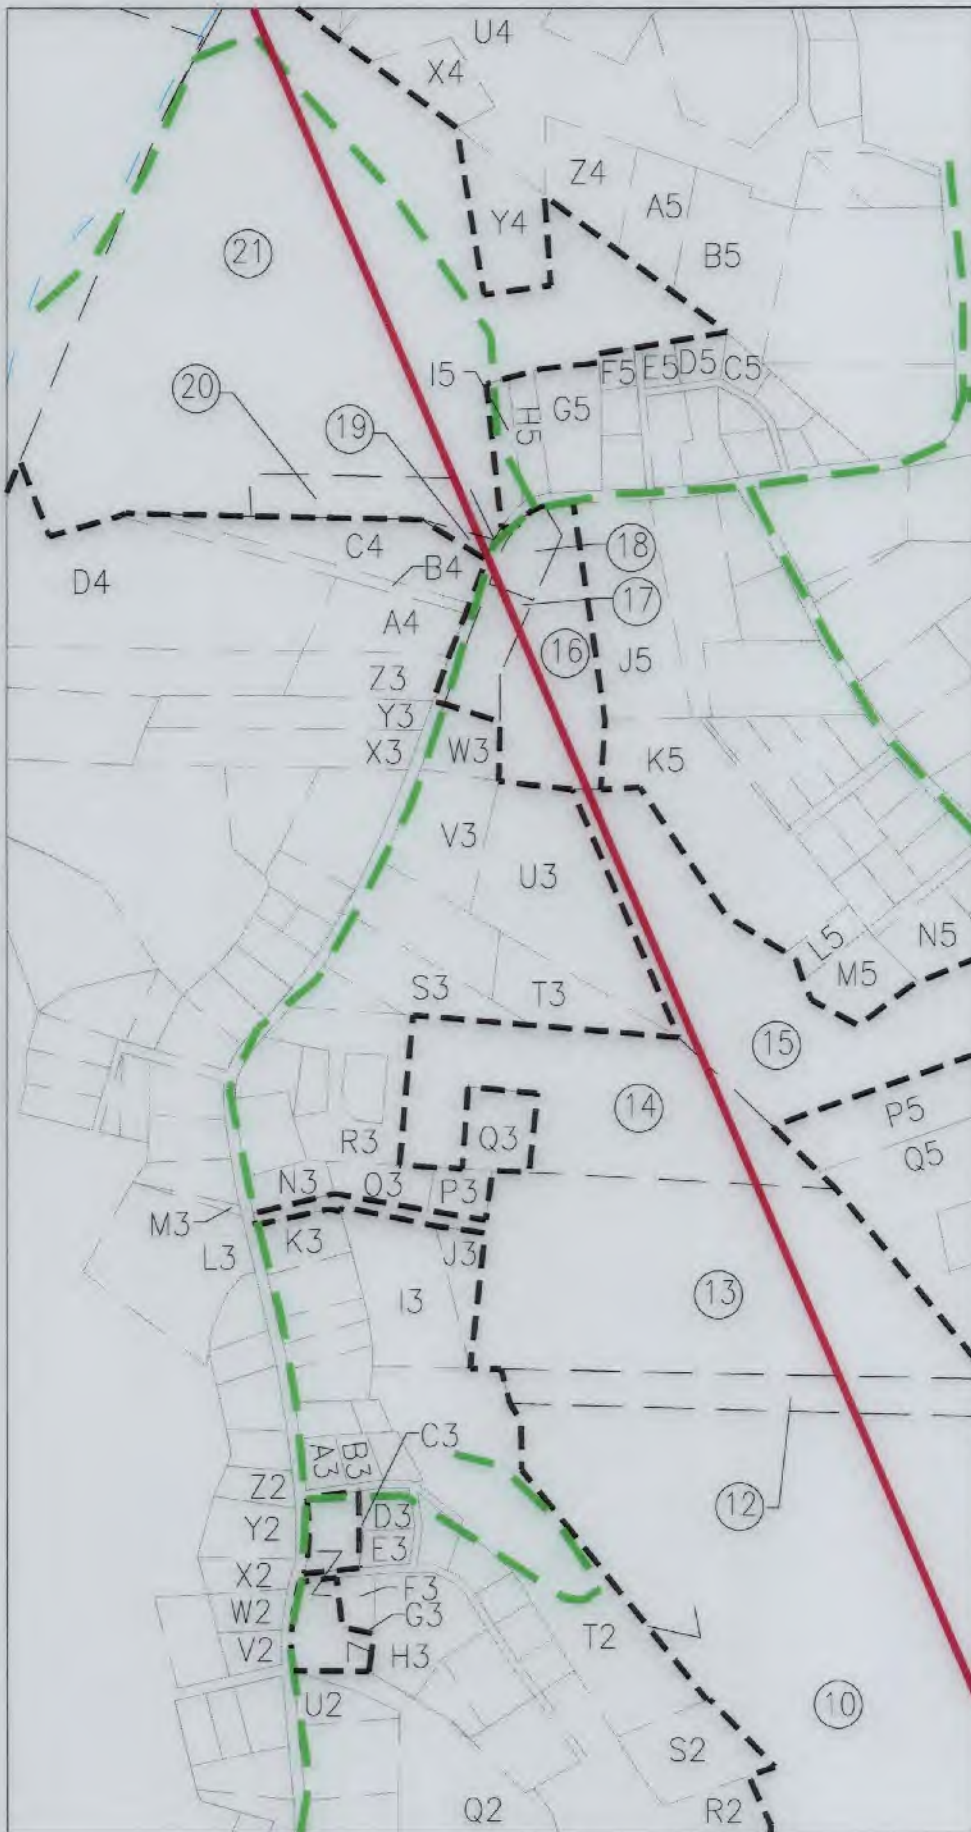 U4
X4
Z4
Y4
A5
B5
21
I5
F5
E5
D5
C5
20
H5
G5
19
C4
18
D4
B4
17
A4
16
J5
Z3
Y3
X3
W3
K5
V3
U3
L5
N5
M5
S3
T3
15
14
P5
R3
Q3
Q5
N3
O3
P3
M3
L3
K3
J3
I3
13
C3
A3
B3
Z2
D3
12
Y2
E3
X2
F3
W2
G3
V2
H3
T2
U2
10
S2
Q2
R2